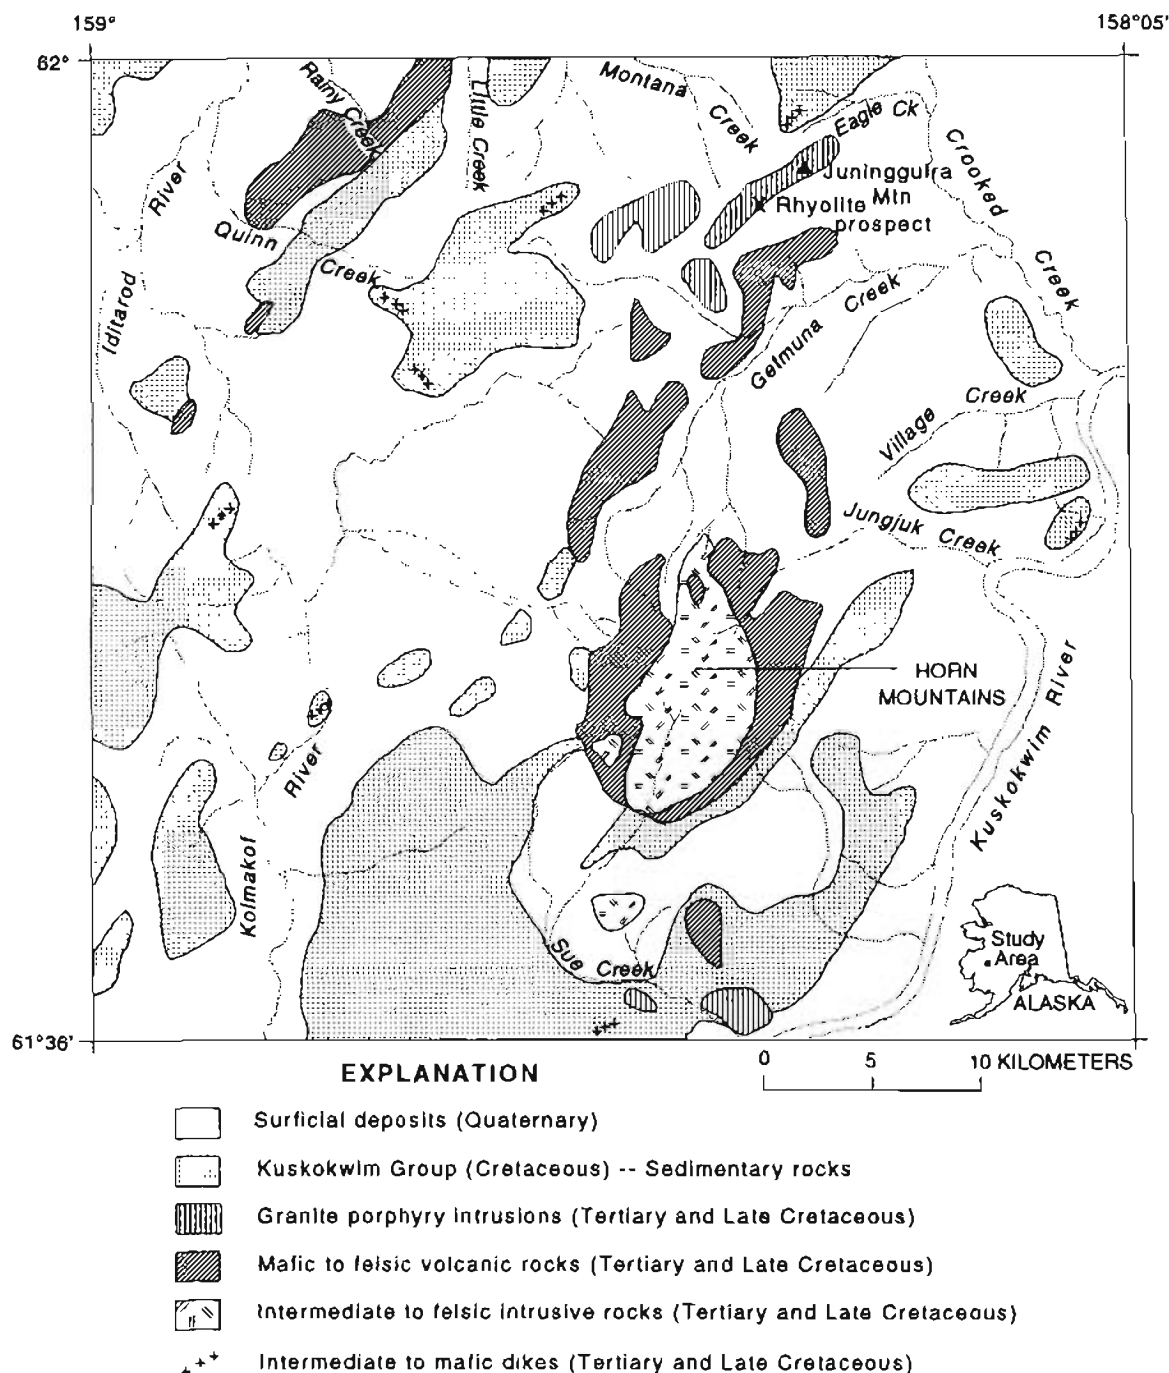 159°
158°05'
62°
Rainy Creek
Little Creek
Montana Creek
Eagle Ck
Crooked Creek
Juninggulra Mtn
Rhyolite prospect
River
Quinn Creek
Iditarod
Getmuna Creek
Village Creek
Jungjuk Creek
HORN
MOUNTAINS
Kuskokwim River
River
Kolmakof
Sue Creek
Study
Area
ALASKA
61°36'
EXPLANATION
0 5 10 KILOMETERS
Surficial deposits (Quaternary)
Kuskokwim Group (Cretaceous) -- Sedimentary rocks
Granite porphyry intrusions (Tertiary and Late Cretaceous)
Mafic to felsic volcanic rocks (Tertiary and Late Cretaceous)
Intermediate to felsic intrusive rocks (Tertiary and Late Cretaceous)
Intermediate to mafic dikes (Tertiary and Late Cretaceous)